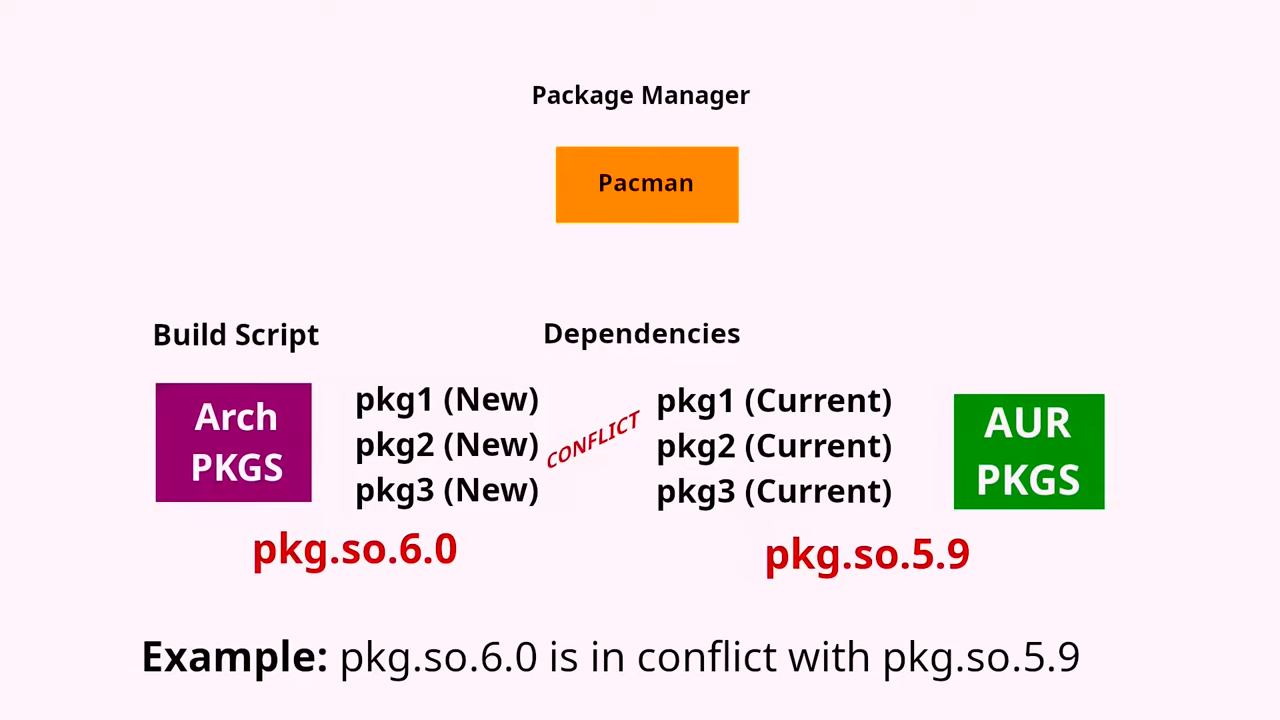 Package Manager
Pacman
Build Script
Dependencies
Arch
PKGS
pkg1 (New)
pkg2 (New)
pkg3 (New)
CONFLICT
pkg1 (Current)
pkg2 (Current)
pkg3 (Current)
AUR
PKGS
pkg.so.6.0
pkg.so.5.9
Example: pkg.so.6.0 is in conflict with pkg.so.5.9